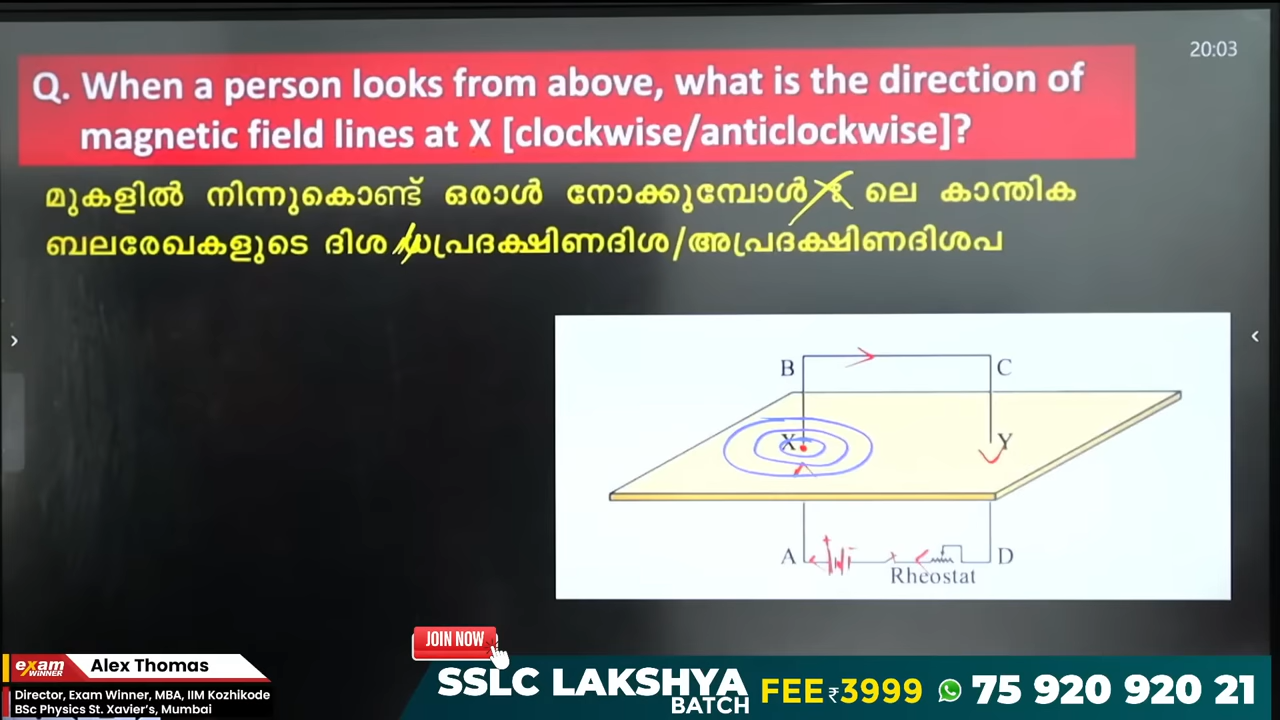 20:03
Q. When a person looks from above, what is the direction of
magnetic field lines at X [clockwise/anticlockwise]?
മുകളിൽ നിന്നുകൊണ്ട് ഒരാൾ നോക്കുമ്പോൾ X ലെ കാന്തിക
ബലരേഖകളുടെ ദിശ പ്രദക്ഷിണദിശ/അപ്രദക്ഷിണദിശപ
B
C
X
Y
A
D
Rheostat
JOIN NOW
exam
WINNER
Alex Thomas
Director, Exam Winner, MBA, IIM Kozhikode
BSc Physics St. Xavier's, Mumbai
SSLC LAKSHYA
BATCH
FEE ₹3999
75 920 920 21